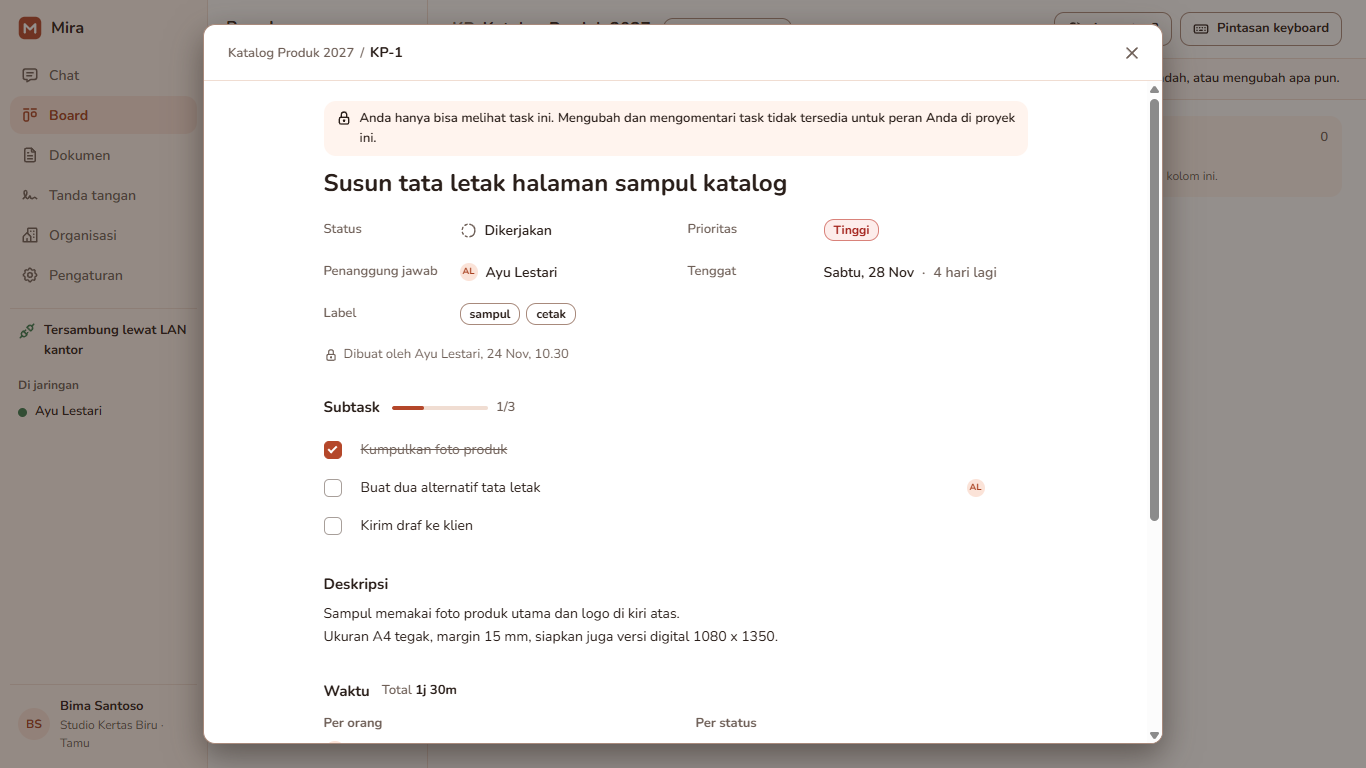 Mira
Chat
Board
Dokumen
Tanda tangan
Organisasi
Pengaturan
Tersambung lewat LAN
kantor
Di jaringan
Ayu Lestari
BS
Bima Santoso
Studio Kertas Biru ·
Tamu
Pintasan keyboard
dah, atau mengubah apa pun.
0
kolom ini.
Katalog Produk 2027 / KP-1
Anda hanya bisa melihat task ini. Mengubah dan mengomentari task tidak tersedia untuk peran Anda di proyek
ini.
Susun tata letak halaman sampul katalog
Status
Dikerjakan
Prioritas
Tinggi
Penanggung jawab
AL
Ayu Lestari
Tenggat
Sabtu, 28 Nov · 4 hari lagi
Label
sampul
cetak
Dibuat oleh Ayu Lestari, 24 Nov, 10.30
Subtask
1/3
Kumpulkan foto produk
Buat dua alternatif tata letak
AL
Kirim draf ke klien
Deskripsi
Sampul memakai foto produk utama dan logo di kiri atas.
Ukuran A4 tegak, margin 15 mm, siapkan juga versi digital 1080 x 1350.
Waktu
Total 1j 30m
Per orang
Per status